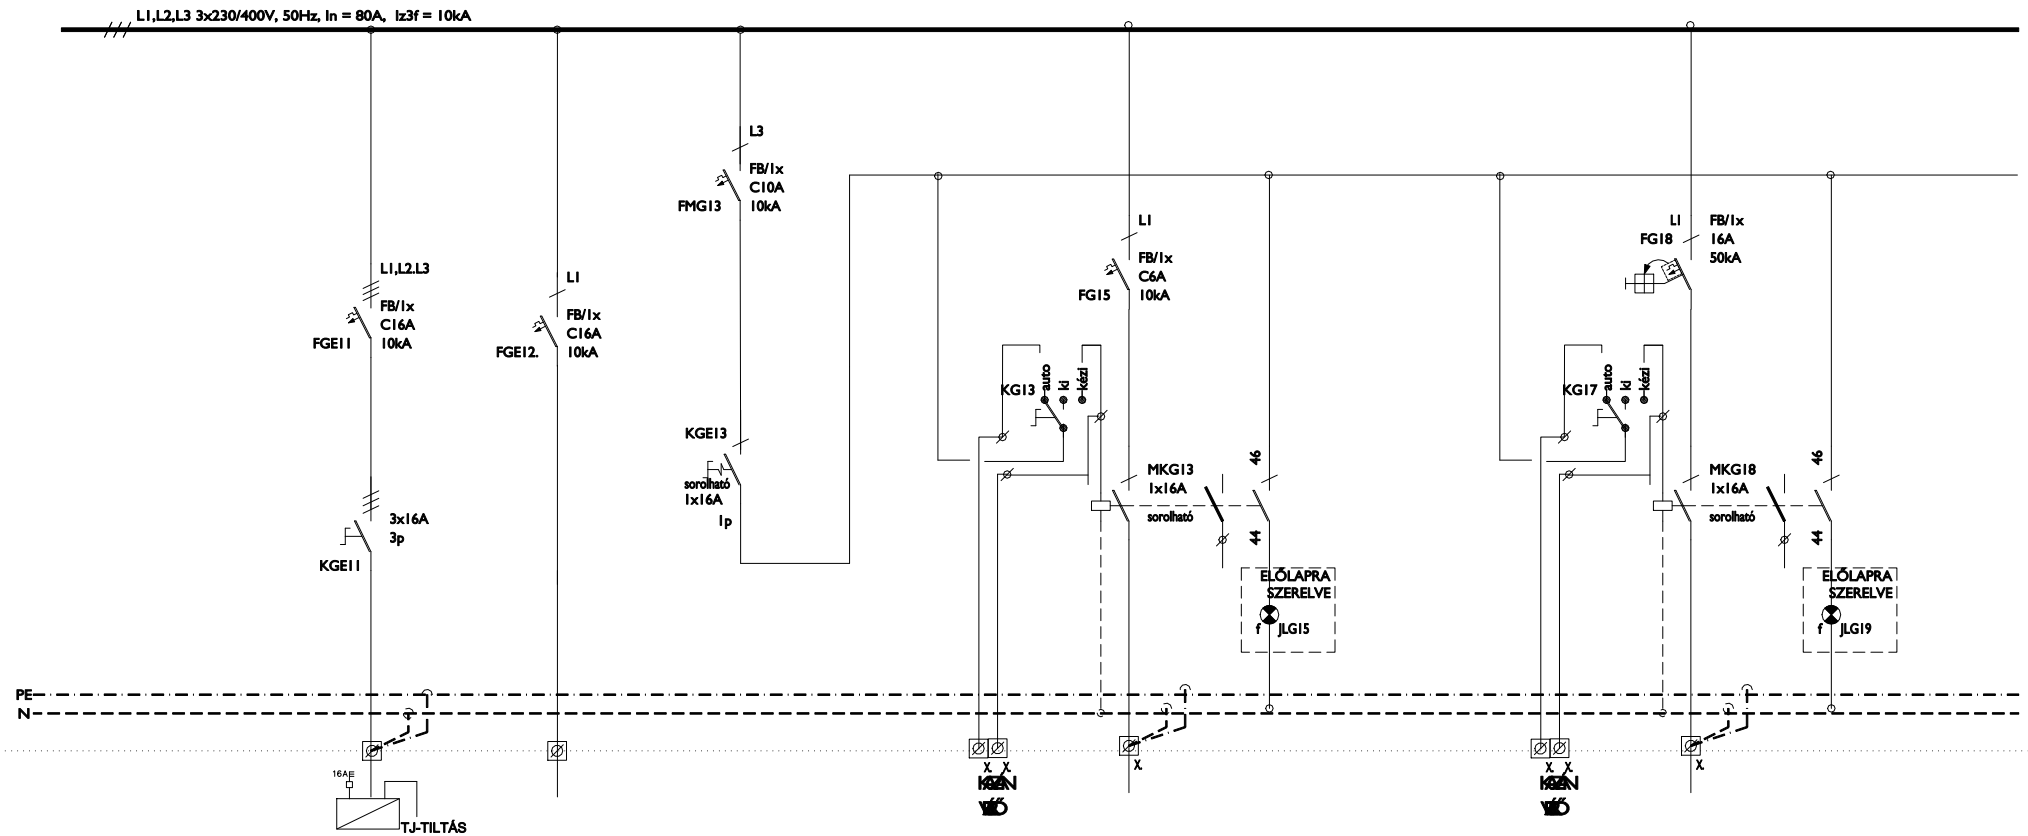 L1,L2,L3 3x230/400V, 50Hz, In = 80A, Iz3f = 10kA
L1,L2.L3
FB/1x
C16A
10kA
FGE11
3x16A
3p
KGE11
L1
FB/1x
C16A
10kA
FGE12.
L3
FB/1x
C10A
10kA
FMG13
KGE13
sorolható
1x16A
1p
L1
FB/1x
C6A
10kA
FG15
KG13
auto
ki
kézi
MKG13
1x16A
sorolható
46
44
ELŐLAPRA
SZERELVE
f JLG15
L1
FG18
FB/1x
16A
50kA
KG17
auto
ki
kézi
MKG18
1x16A
sorolható
46
44
ELŐLAPRA
SZERELVE
f JLG19
PE
N
16A
TJ-TILTÁS
x.
x.
x.
x.
x.
x.